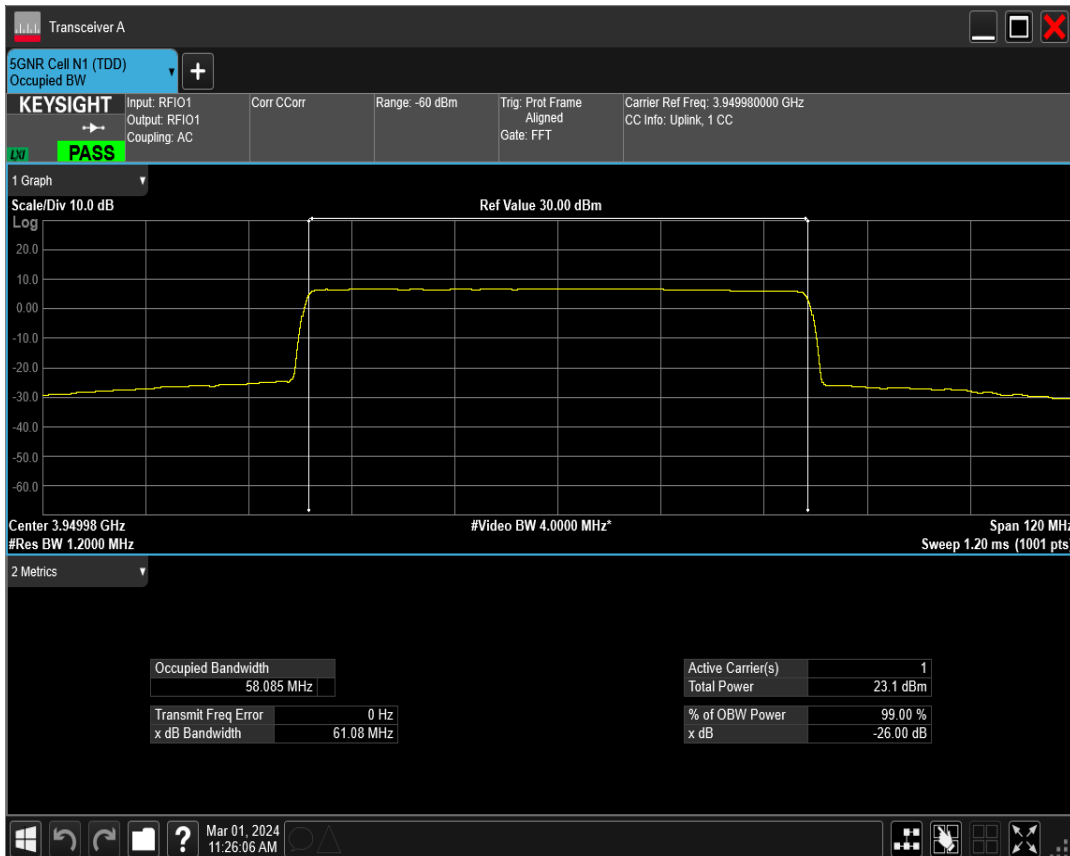 Transceiver A
5GNR Cell N1 (TDD)
Occupied BW
KEYSIGHT
LXI
PASS
Input: RFIO1
Output: RFIO1
Coupling: AC
Corr CCorr
Range: -60 dBm
Trig: Prot Frame
Aligned
Gate: FFT
Carrier Ref Freq: 3.949980000 GHz
CC Info: Uplink, 1 CC
1 Graph
Scale/Div 10.0 dB
Ref Value 30.00 dBm
Log
20.0
10.0
0.00
-10.0
-20.0
-30.0
-40.0
-50.0
-60.0
Center 3.94998 GHz
#Video BW 4.0000 MHz*
Span 120 MHz
#Res BW 1.2000 MHz
Sweep 1.20 ms (1001 pts)
2 Metrics
Occupied Bandwidth
58.085 MHz
Transmit Freq Error 0 Hz
x dB Bandwidth 61.08 MHz
Active Carrier(s) 1
Total Power 23.1 dBm
% of OBW Power 99.00 %
x dB -26.00 dB
?
Mar 01, 2024
11:26:06 AM